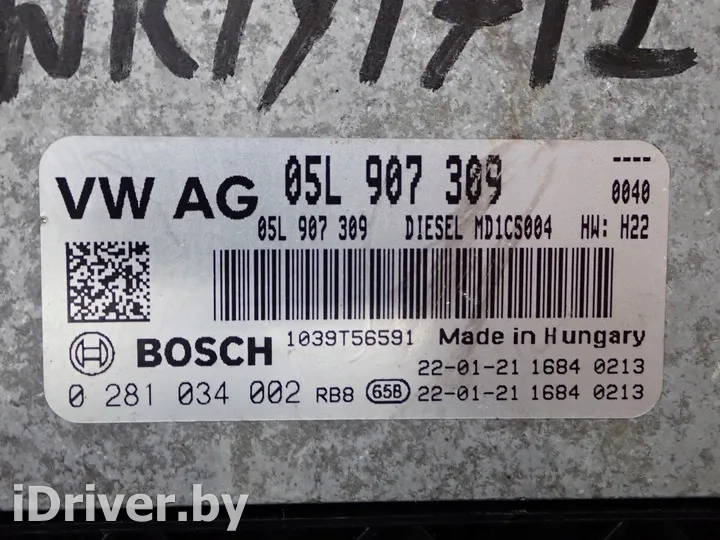 VW AG 05L 907 309 ----
0040
05L 907 309 DIESEL MD1CS004 HW: H22
1039T56591 Made in Hungary
BOSCH
22-01-21 1684 0213
0 281 034 002 RB8 65B 22-01-21 1684 0213
iDriver.by